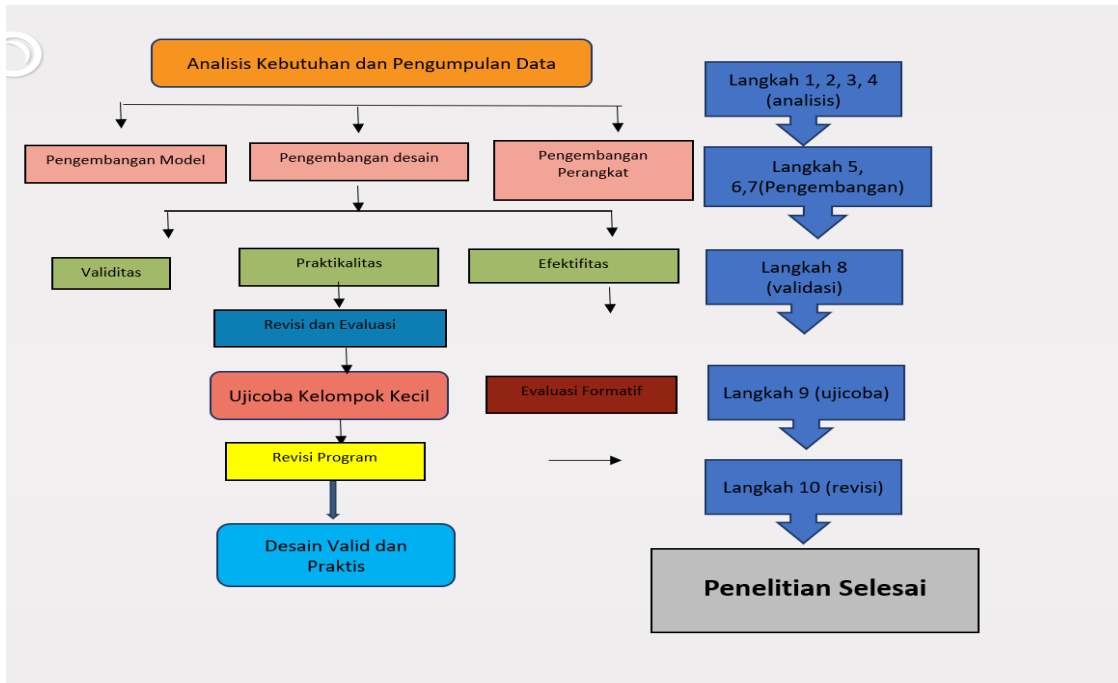 Analisis Kebutuhan dan Pengumpulan Data
Langkah 1, 2, 3, 4
(analisis)
Pengembangan Model
Pengembangan desain
Pengembangan
Perangkat
Langkah 5,
6,7(Pengembangan)
Validitas
Praktikalitas
Efektifitas
Langkah 8
(validasi)
Revisi dan Evaluasi
Ujicoba Kelompok Kecil
Evaluasi Formatif
Langkah 9 (ujicoba)
Revisi Program
Langkah 10 (revisi)
Desain Valid dan
Praktis
Penelitian Selesai